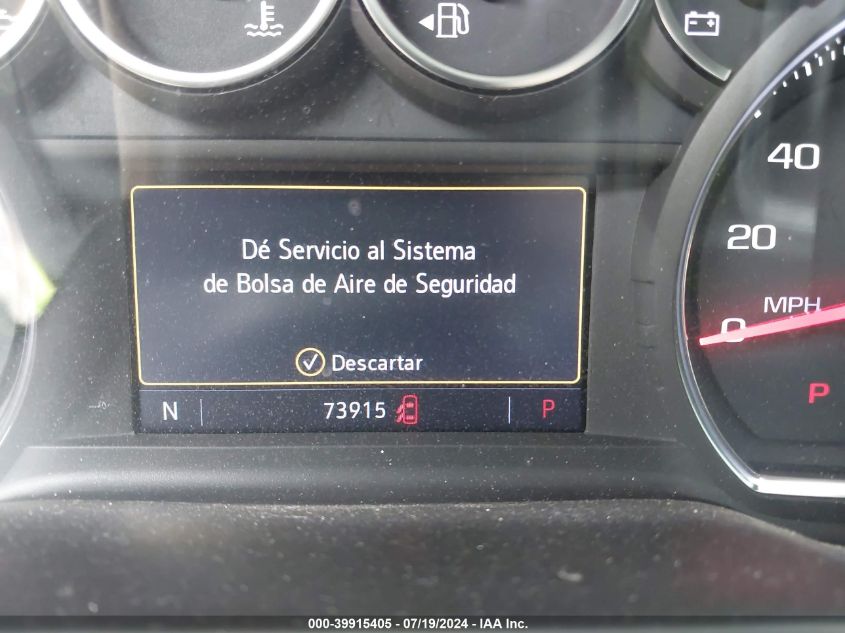 40
20
MPH
0
Dé Servicio al Sistema
de Bolsa de Aire de Seguridad
Descartar
N
73915
P
P
000-39915405 - 07/19/2024 - IAA Inc.